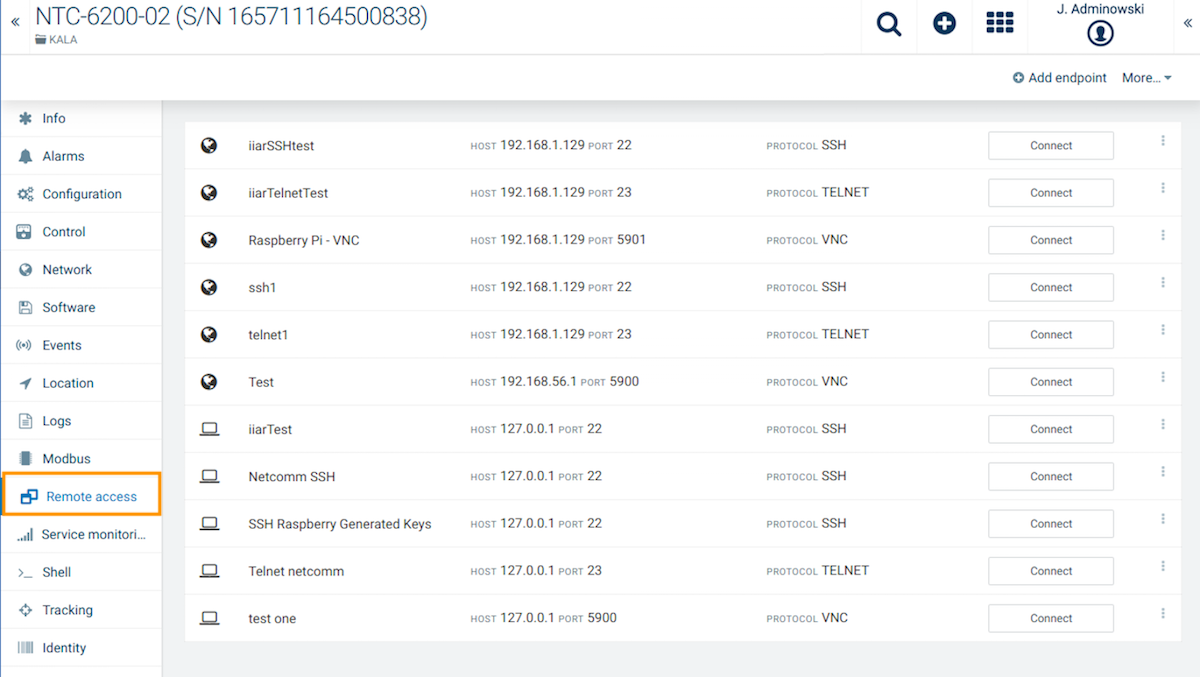 NTC-6200-02 (S/N 165711164500838)
KALA
J. Adminowski
Add endpoint More...
Info
Alarms
Configuration
Control
Network
Software
Events
Location
Logs
Modbus
Remote access
Service monitori...
Shell
Tracking
Identity
iiarSSHtest HOST 192.168.1.129 PORT 22 PROTOCOL SSH Connect
iiarTelnetTest HOST 192.168.1.129 PORT 23 PROTOCOL TELNET Connect
Raspberry Pi - VNC HOST 192.168.1.129 PORT 5901 PROTOCOL VNC Connect
ssh1 HOST 192.168.1.129 PORT 22 PROTOCOL SSH Connect
telnet1 HOST 192.168.1.129 PORT 23 PROTOCOL TELNET Connect
Test HOST 192.168.56.1 PORT 5900 PROTOCOL VNC Connect
iiarTest HOST 127.0.0.1 PORT 22 PROTOCOL SSH Connect
Netcomm SSH HOST 127.0.0.1 PORT 22 PROTOCOL SSH Connect
SSH Raspberry Generated Keys HOST 127.0.0.1 PORT 22 PROTOCOL SSH Connect
Telnet netcomm HOST 127.0.0.1 PORT 23 PROTOCOL TELNET Connect
test one HOST 127.0.0.1 PORT 5900 PROTOCOL VNC Connect